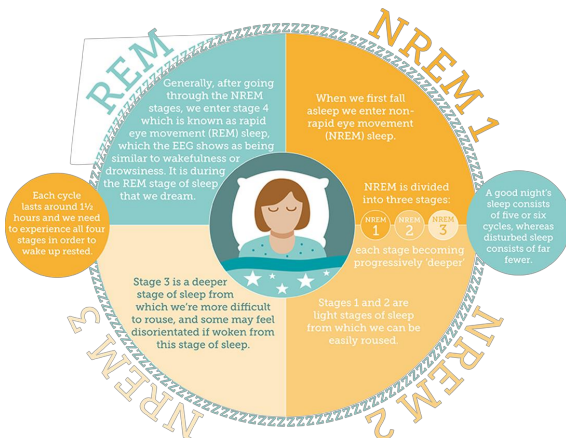 REM
NREM 1
Generally, after going
through the NREM
stages, we enter stage 4
which is known as rapid
eye movement (REM) sleep,
which the EEG shows as being
similar to wakefulness or
drowsiness. It is during
the REM stage of sleep
that we dream.
When we first fall
asleep we enter non-
rapid eye movement
(NREM) sleep.
Each cycle
lasts around 1½
hours and we need
to experience all four
stages in order to
wake up rested.
NREM is divided
into three stages:
NREM
1
NREM
2
NREM
3
each stage becoming
progressively 'deeper'
A good night's
sleep consists
of five or six
cycles, whereas
disturbed sleep
consists of far
fewer.
Stage 3 is a deeper
stage of sleep from
which we're more difficult
to rouse, and some may feel
disorientated if woken from
this stage of sleep.
Stages 1 and 2 are
light stages of sleep
from which we can be
easily roused.
NREM 3
NREM 2